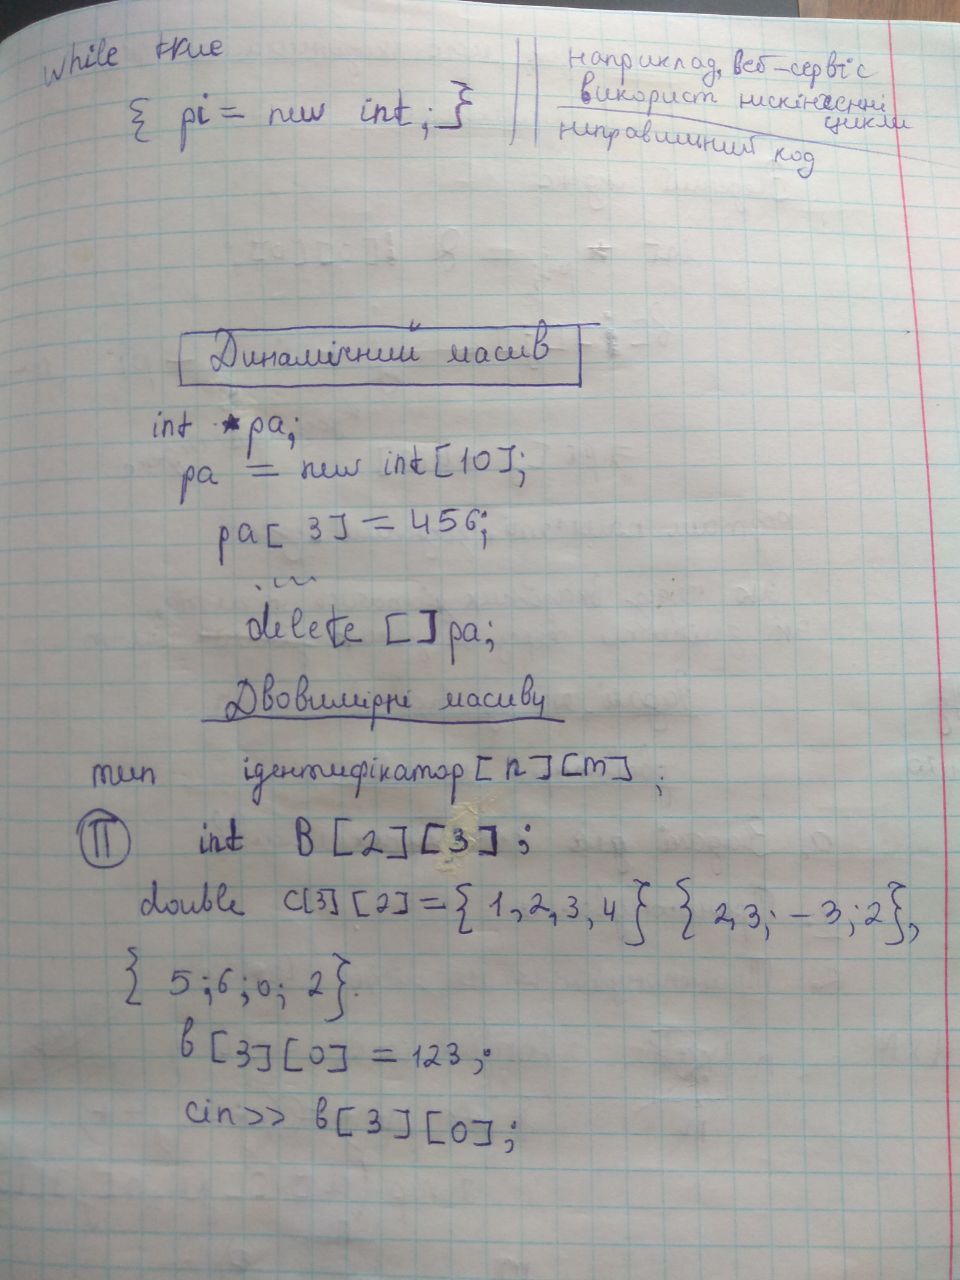 while true
{ pi = new int; }
наприклад, веб-сервіс
використ нискінчєнні
цикли
неправильний код
Динамічний масив
int *pa;
pa = new int[10];
pa[3] = 456;
....
delete []pa;
Двовимірні масиву
тип ідентифікатор[n][m];
П int B[2][3];
double C[3][2]={1,2,3,4} {2,3;-3;2},
{5;6;0;2}.
в[3][0] = 123;
cin>> в[3][0];